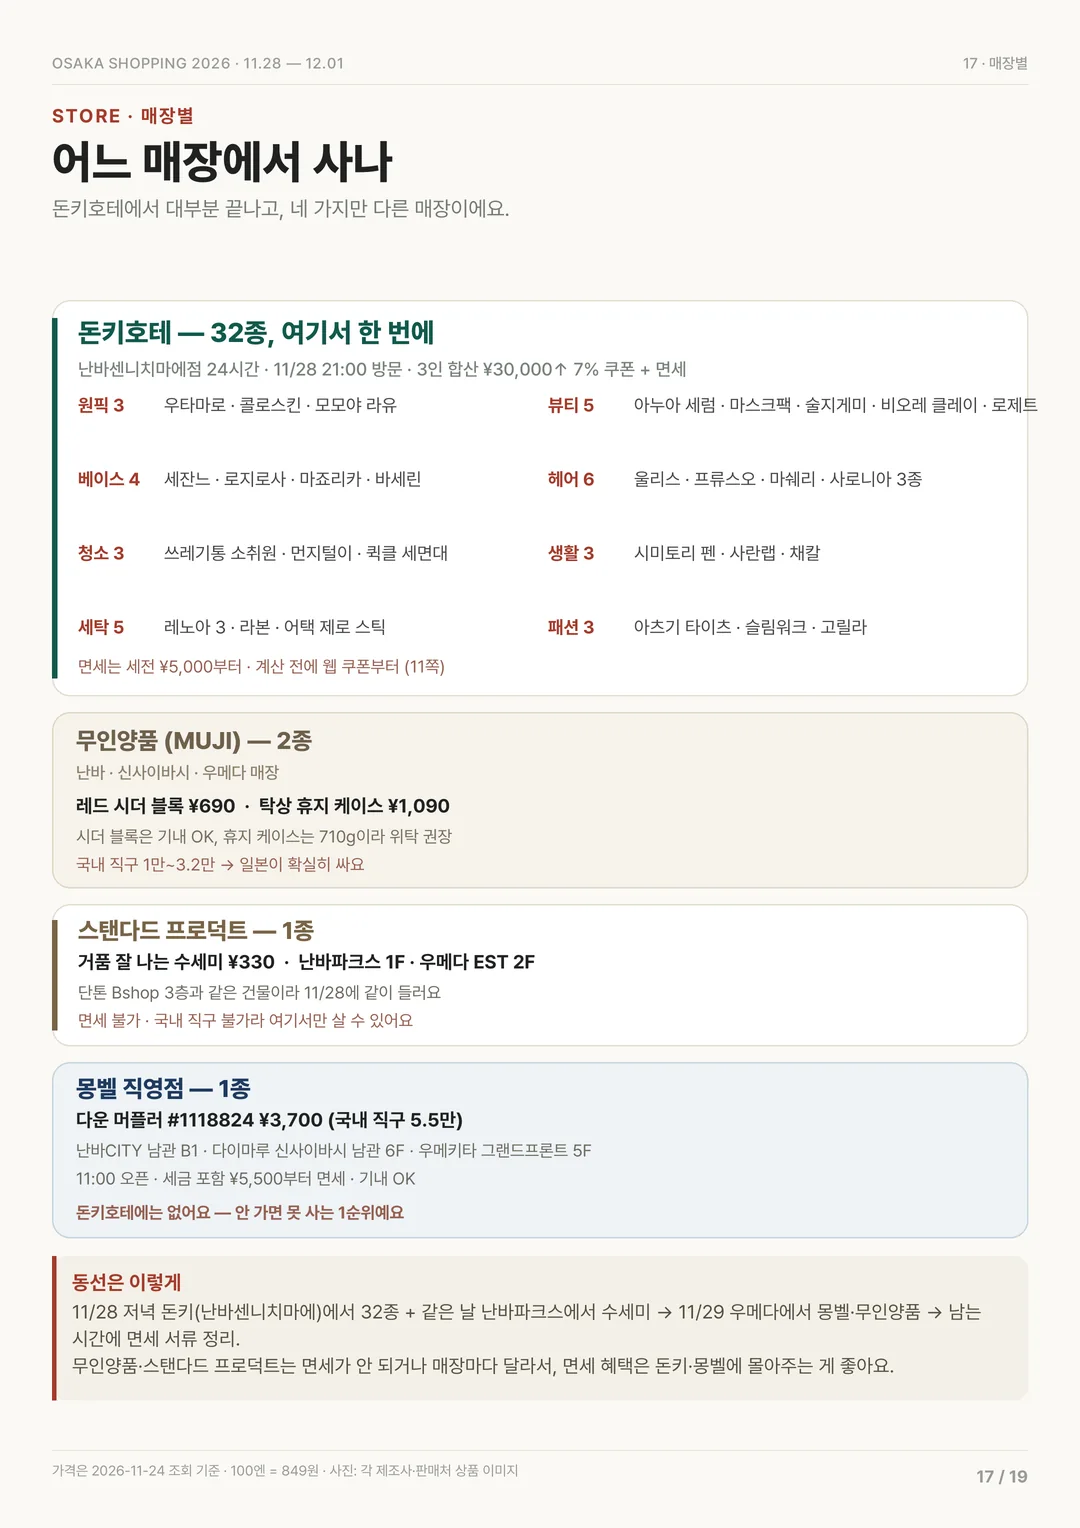 OSAKA SHOPPING 2026 · 11.28 — 12.01
17 · 매장별
STORE · 매장별
어느 매장에서 사나
돈키호테에서 대부분 끝나고, 네 가지만 다른 매장이에요.
돈키호테 — 32종, 여기서 한 번에
난바센니치마에점 24시간 · 11/28 21:00 방문 · 3인 합산 ¥30,000↑ 7% 쿠폰 + 면세
원픽 3 우타마로 · 콜로스킨 · 모모야 라유
뷰티 5 아누아 세럼 · 마스크팩 · 술지게미 · 비오레 클레이 · 로제트
베이스 4 세잔느 · 로지로사 · 마죠리카 · 바세린
헤어 6 울리스 · 프류스오 · 마쉐리 · 사로니아 3종
청소 3 쓰레기통 소취원 · 먼지털이 · 퀵클 세면대
생활 3 시미토리 펜 · 사란랩 · 채칼
세탁 5 레노아 3 · 라본 · 어택 제로 스틱
패션 3 아츠기 타이츠 · 슬림워크 · 고릴라
면세는 세전 ¥5,000부터 · 계산 전에 웹 쿠폰부터 (11쪽)
무인양품 (MUJI) — 2종
난바 · 신사이바시 · 우메다 매장
레드 시더 블록 ¥690 · 탁상 휴지 케이스 ¥1,090
시더 블록은 기내 OK, 휴지 케이스는 710g이라 위탁 권장
국내 직구 1만~3.2만 → 일본이 확실히 싸요
스탠다드 프로덕트 — 1종
거품 잘 나는 수세미 ¥330 · 난바파크스 1F · 우메다 EST 2F
단톤 Bshop 3층과 같은 건물이라 11/28에 같이 들러요
면세 불가 · 국내 직구 불가라 여기서만 살 수 있어요
몽벨 직영점 — 1종
다운 머플러 #1118824 ¥3,700 (국내 직구 5.5만)
난바CITY 남관 B1 · 다이마루 신사이바시 남관 6F · 우메키타 그랜드프론트 5F
11:00 오픈 · 세금 포함 ¥5,500부터 면세 · 기내 OK
돈키호테에는 없어요 — 안 가면 못 사는 1순위예요
동선은 이렇게
11/28 저녁 돈키(난바센니치마에)에서 32종 + 같은 날 난바파크스에서 수세미 → 11/29 우메다에서 몽벨·무인양품 → 남는
시간에 면세 서류 정리.
무인양품·스탠다드 프로덕트는 면세가 안 되거나 매장마다 달라서, 면세 혜택은 돈키·몽벨에 몰아주는 게 좋아요.
가격은 2026-11-24 조회 기준 · 100엔 = 849원 · 사진: 각 제조사·판매처 상품 이미지
17 / 19